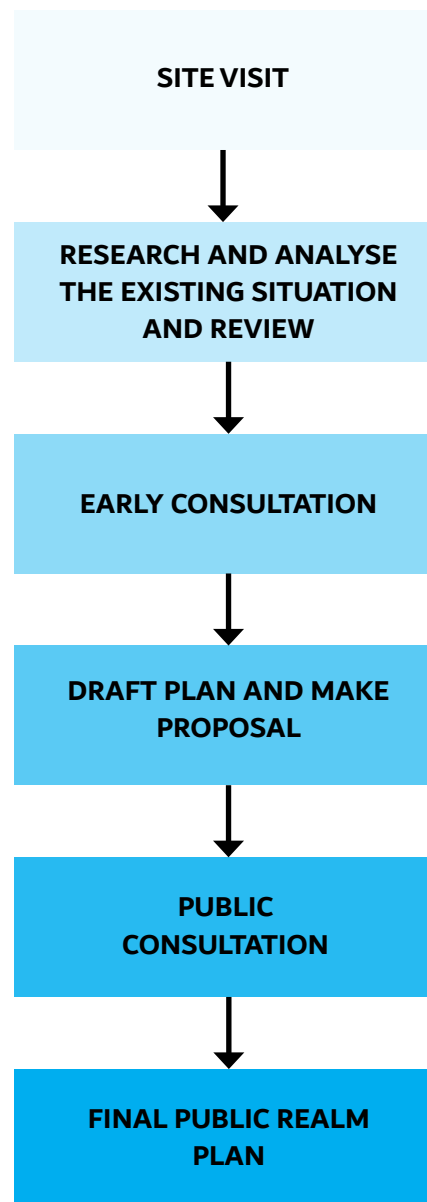 SITE VISIT
RESEARCH AND ANALYSE
THE EXISTING SITUATION
AND REVIEW
EARLY CONSULTATION
DRAFT PLAN AND MAKE
PROPOSAL
PUBLIC
CONSULTATION
FINAL PUBLIC REALM
PLAN